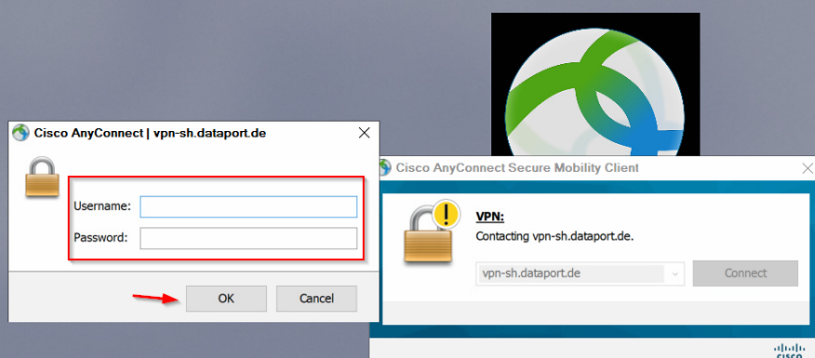 Cisco AnyConnect | vpn-sh.dataport.de
Username:
Password:
OK
Cancel
Cisco AnyConnect Secure Mobility Client
VPN:
Contacting vpn-sh.dataport.de.
vpn-sh.dataport.de
Connect
CISCO